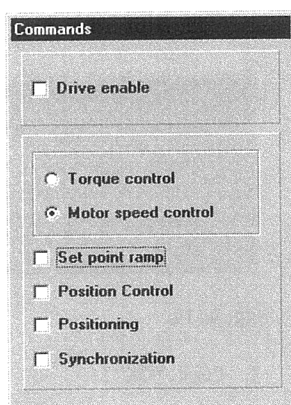 Commands
Drive enable
Torque control
Motor speed control
Set point ramp
Position Control
Positioning
Synchronization